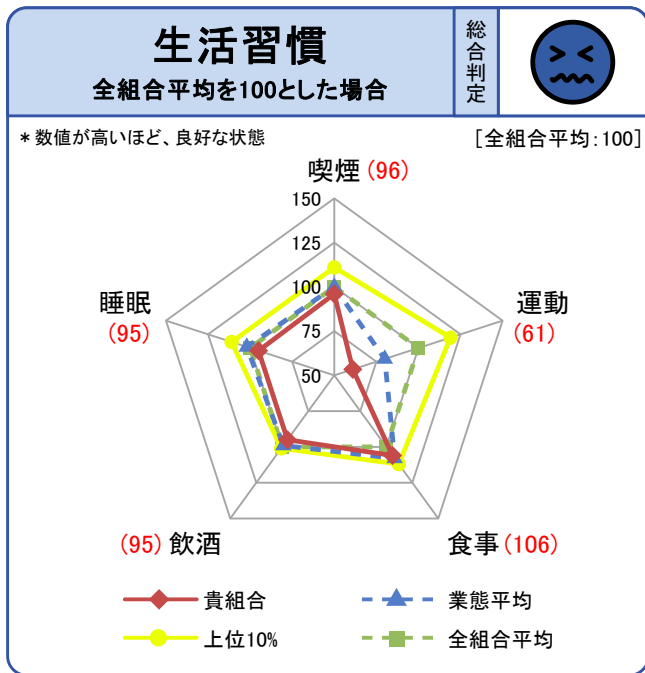 生活習慣
全組合平均を100とした場合
総合判定
*数値が高いほど、良好な状態
[全組合平均:100]
喫煙(96)
150
125
100
75
50
運動
(61)
睡眠
(95)
(95)飲酒
食事(106)
貴組合
業態平均
上位10%
全組合平均